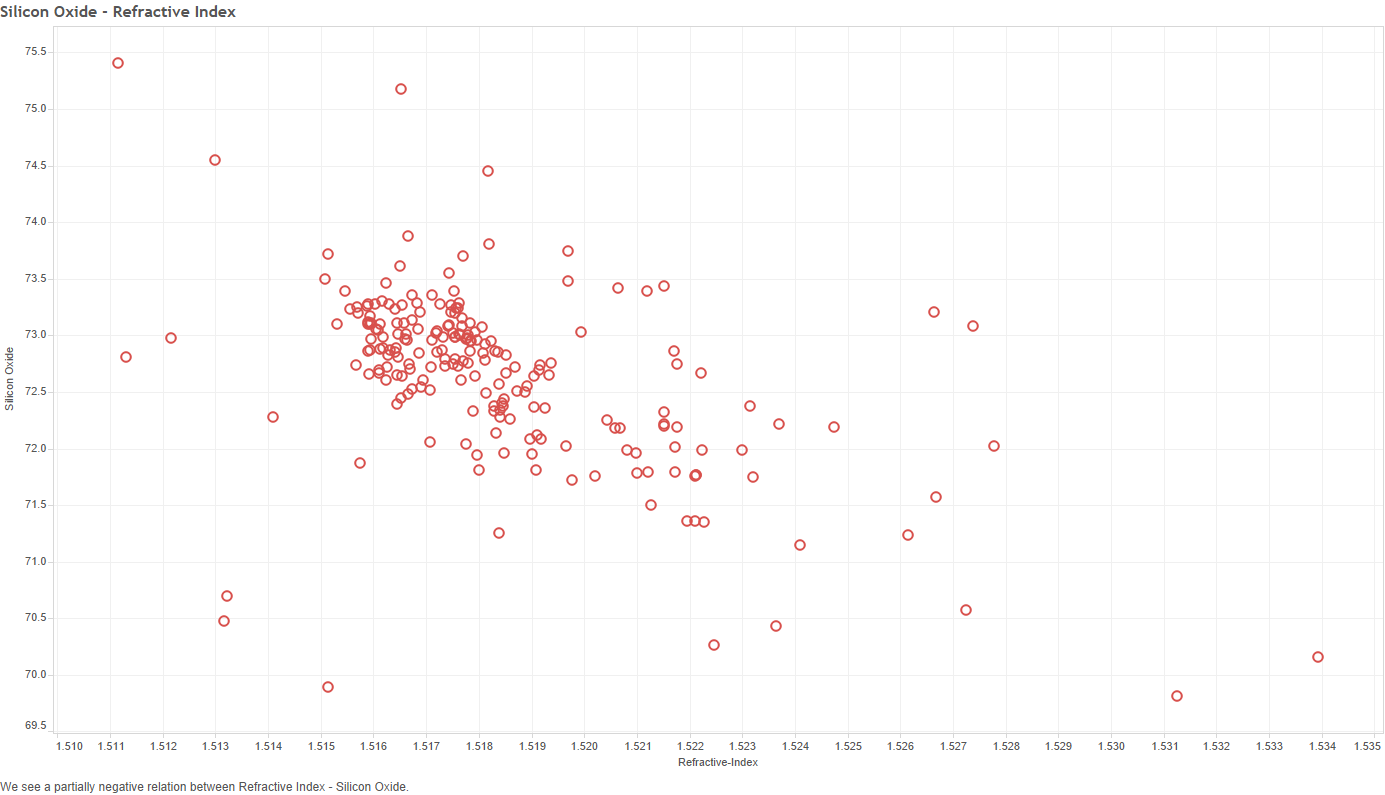 Silicon Oxide - Refractive Index
75.5
75.0
74.5
74.0
73.5
73.0
72.5
72.0
71.5
71.0
70.5
70.0
69.5
Silicon Oxide
1.510 1.511 1.512 1.513 1.514 1.515 1.516 1.517 1.518 1.519 1.520 1.521 1.522 1.523 1.524 1.525 1.526 1.527 1.528 1.529 1.530 1.531 1.532 1.533 1.534 1.535
Refractive-Index
We see a partially negative relation between Refractive Index - Silicon Oxide.